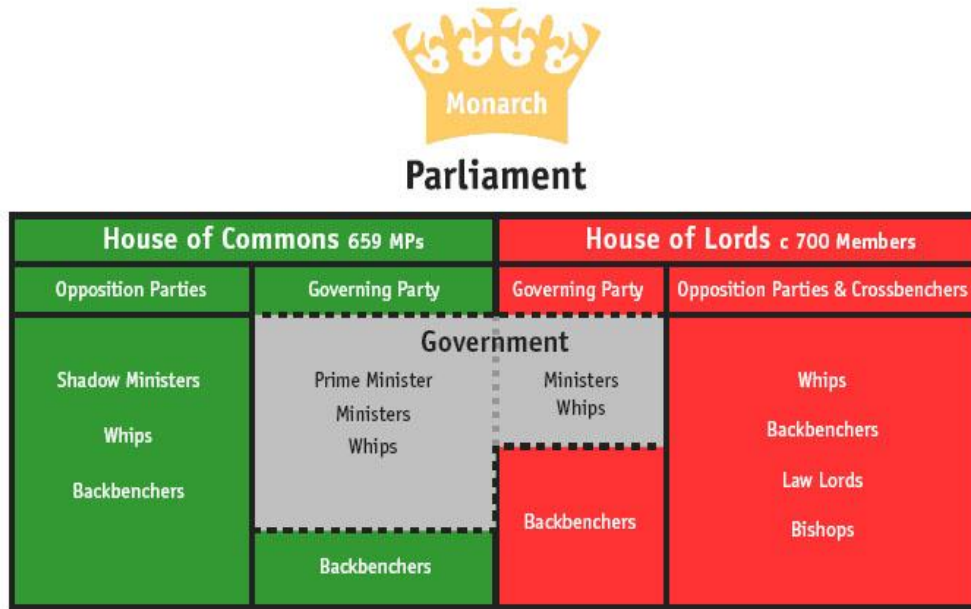 Monarch
Parliament
House of Commons 659 MPs
House of Lords c 700 Members
Opposition Parties
Governing Party
Governing Party
Opposition Parties & Crossbenchers
Government
Shadow Ministers
Whips
Backbenchers
Prime Minister
Ministers
Whips
Backbenchers
Ministers
Whips
Backbenchers
Whips
Backbenchers
Law Lords
Bishops